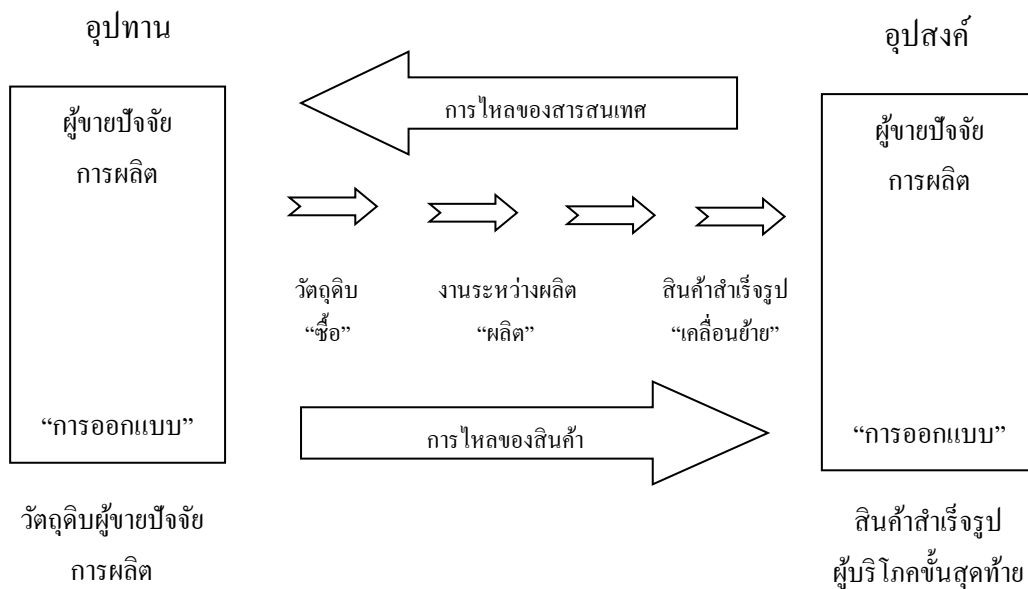 อุปทาน
อุปสงค์
ผู้ขายปัจจัย
การผลิต
การไหลของสารสนเทศ
ผู้ขายปัจจัย
การผลิต
วัตถุดิบ
“ซื้อ”
งานระหว่างผลิต
“ผลิต”
สินค้าสำเร็จรูป
“เคลื่อนย้าย”
“การออกแบบ”
การไหลของสินค้า
“การออกแบบ”
วัตถุดิบผู้ขายปัจจัย
การผลิต
สินค้าสำเร็จรูป
ผู้บริโภคขั้นสุดท้าย